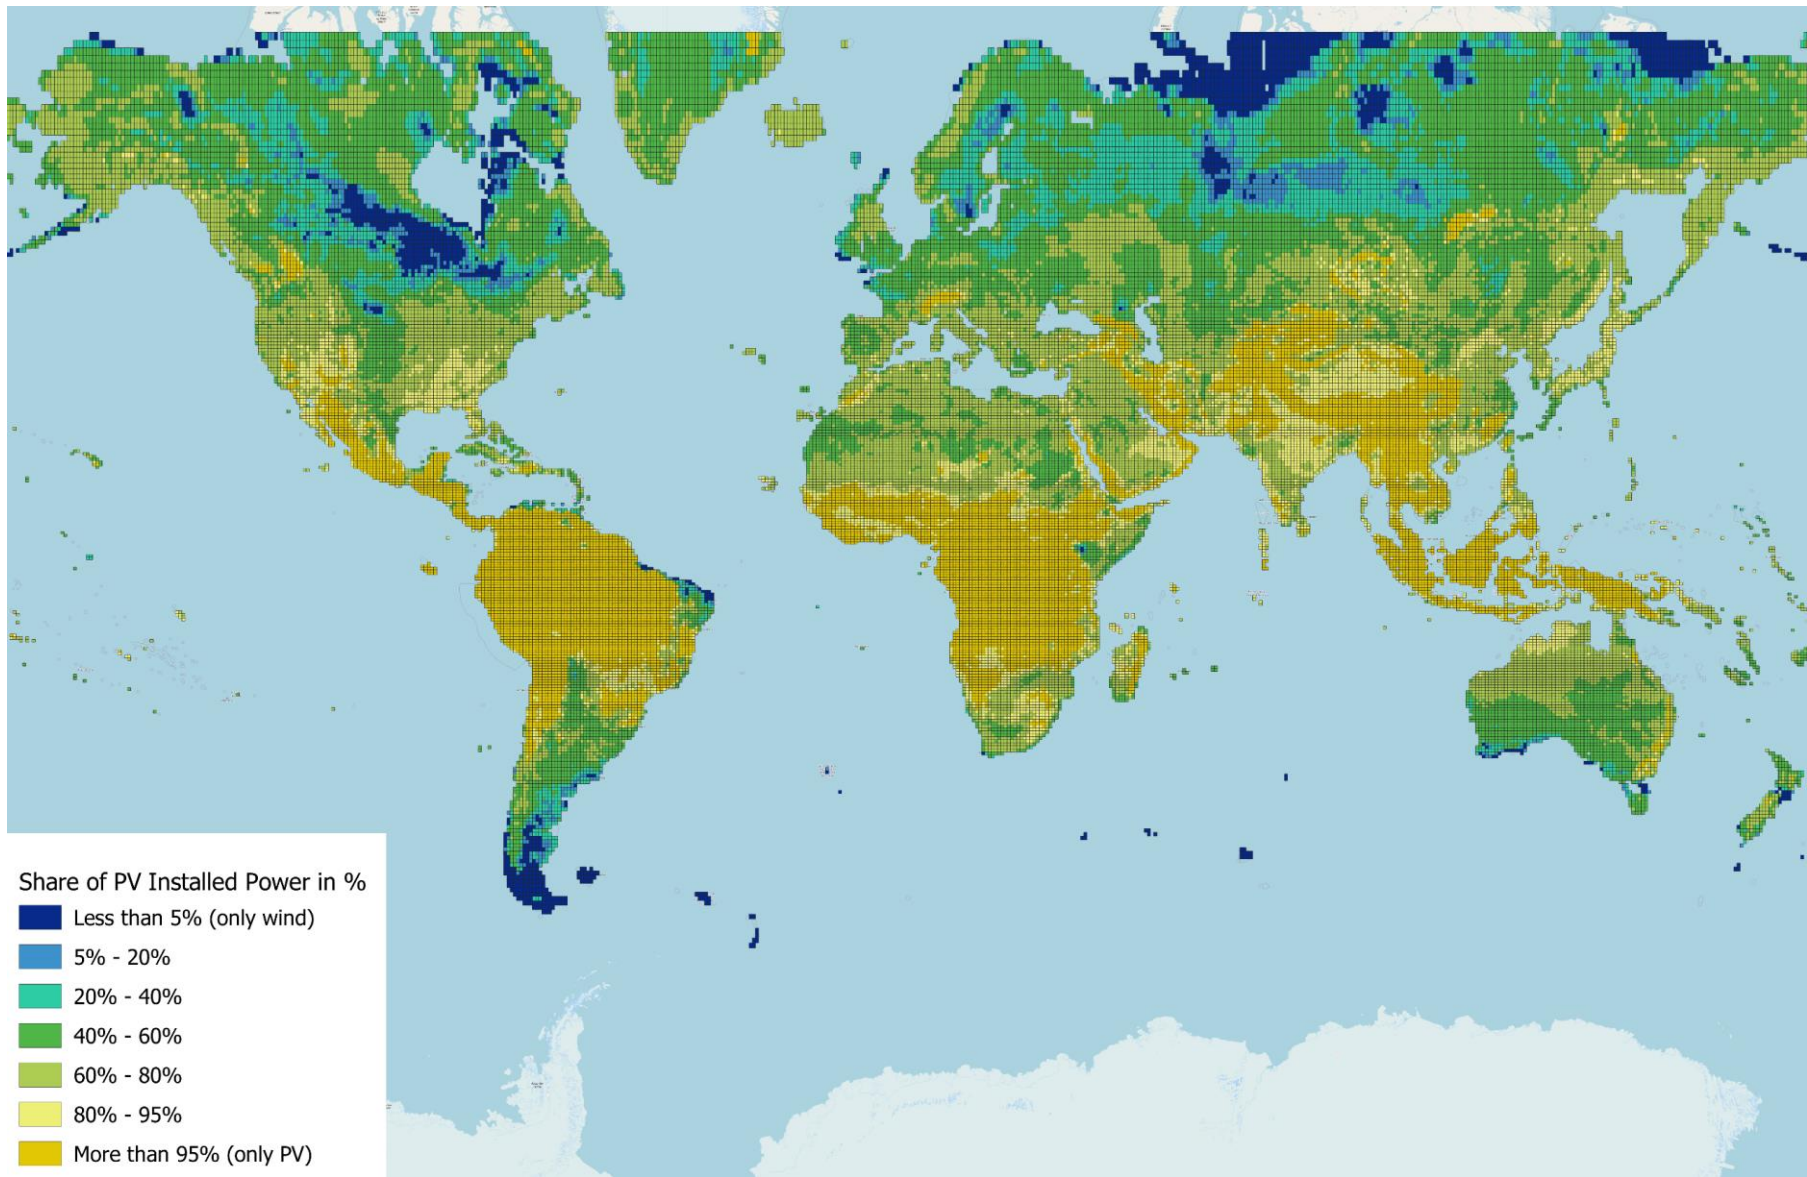 Share of PV Installed Power in %
Less than 5% (only wind)
5% - 20%
20% - 40%
40% - 60%
60% - 80%
80% - 95%
More than 95% (only PV)